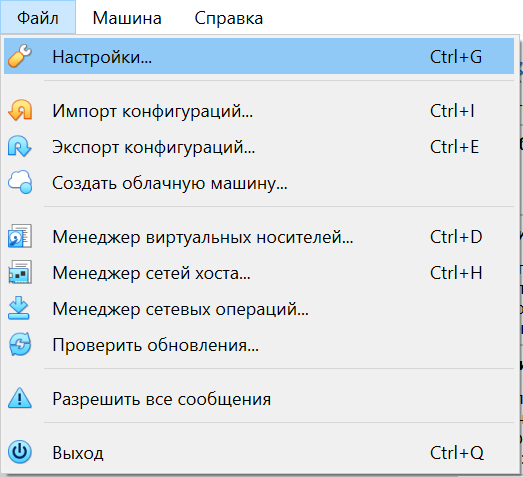 Файл Машина Справка
Настройки... Ctrl+G
Импорт конфигураций... Ctrl+I
Экспорт конфигураций... Ctrl+E
Создать облачную машину...
Менеджер виртуальных носителей... Ctrl+D
Менеджер сетей хоста... Ctrl+H
Менеджер сетевых операций...
Проверить обновления...
Разрешить все сообщения
Выход Ctrl+Q